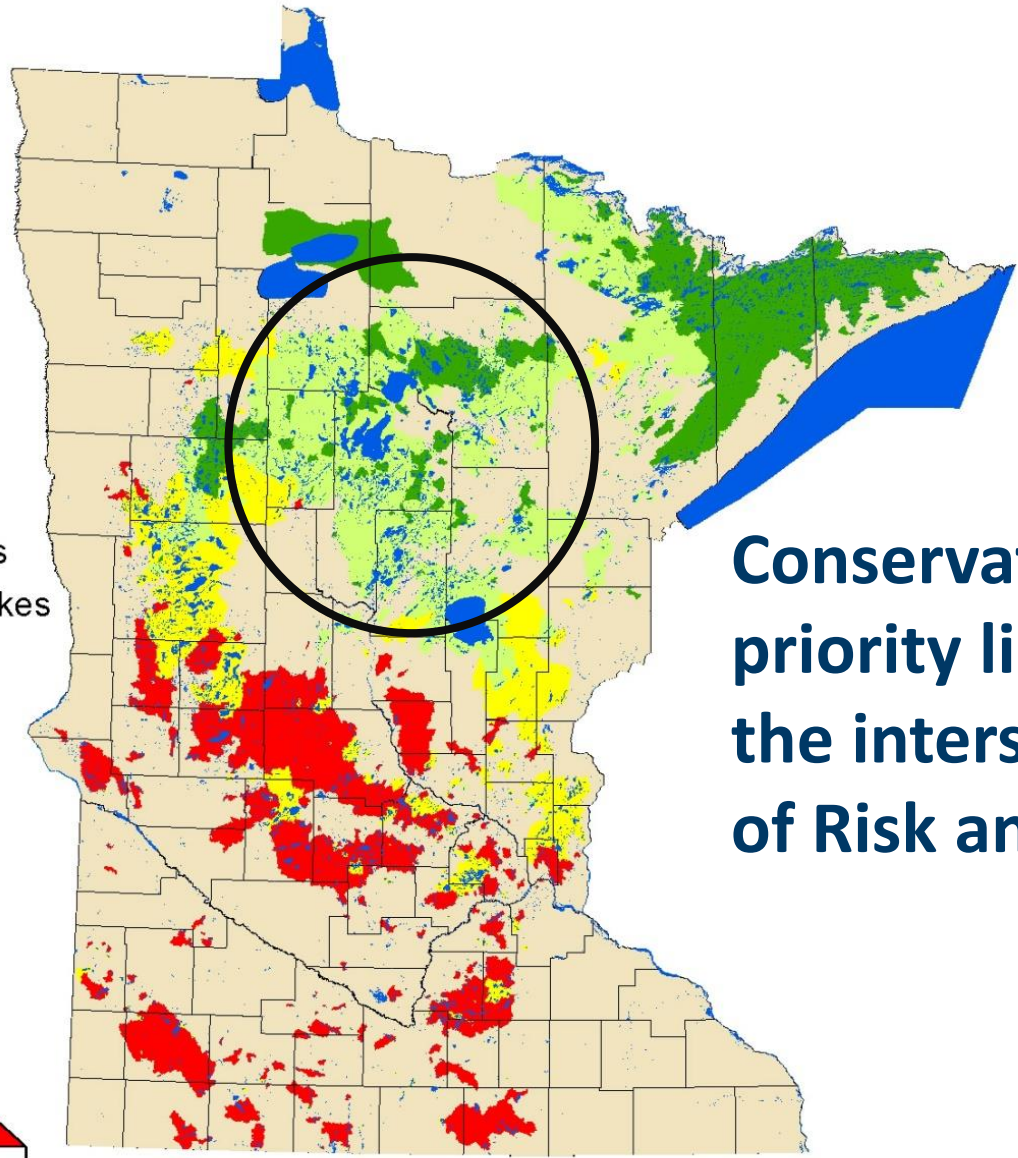 Conservat
priority li
the inters
of Risk an
s
kes